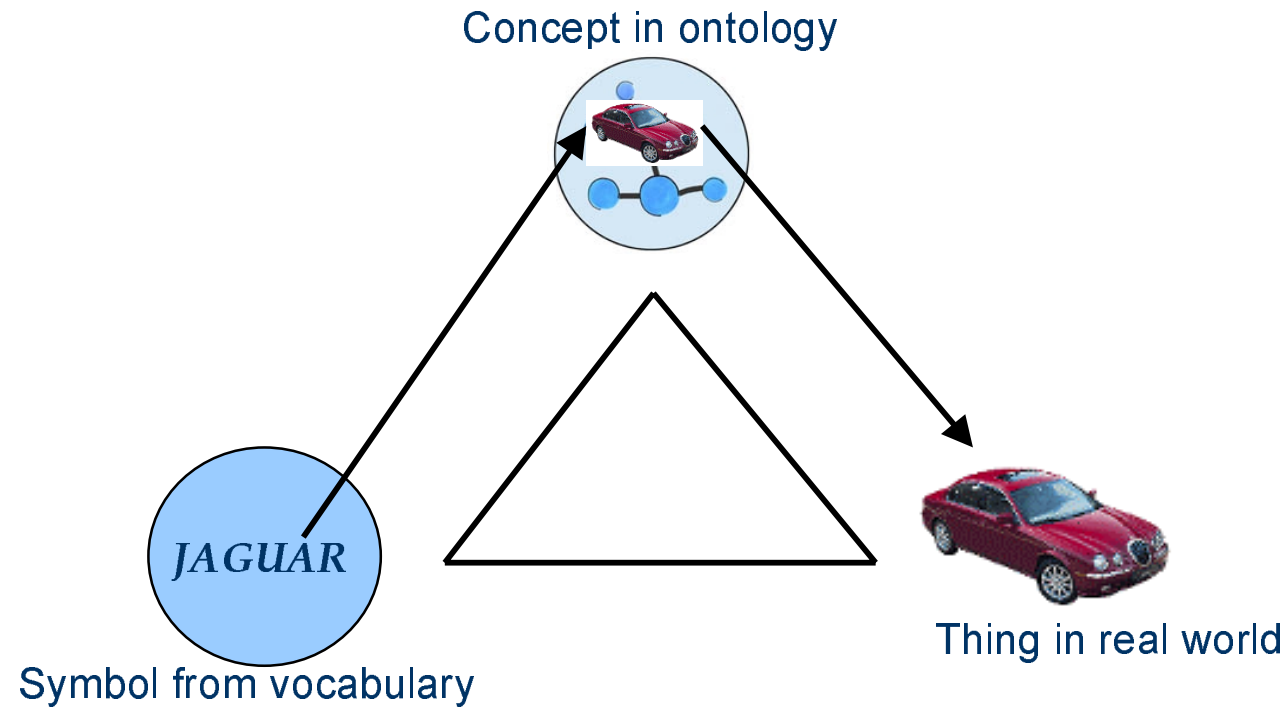 Concept in ontology
JAGUAR
Thing in real world
Symbol from vocabulary